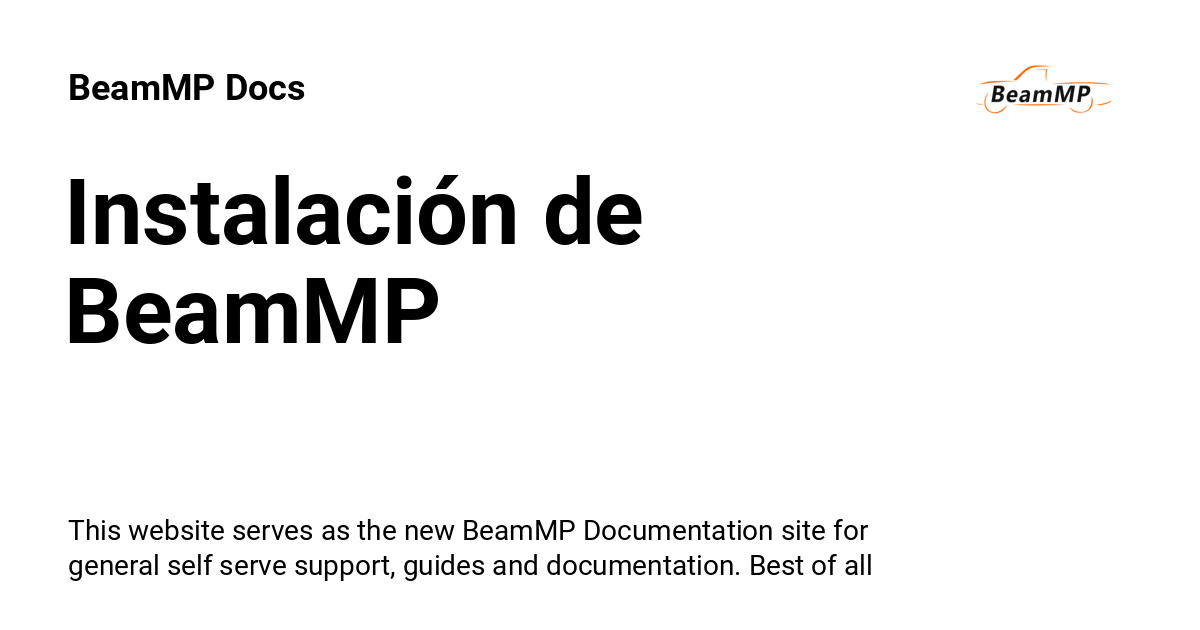 BeamMP Docs
BeamMP
Instalación de
BeamMP
This website serves as the new BeamMP Documentation site for
general self serve support, guides and documentation. Best of all